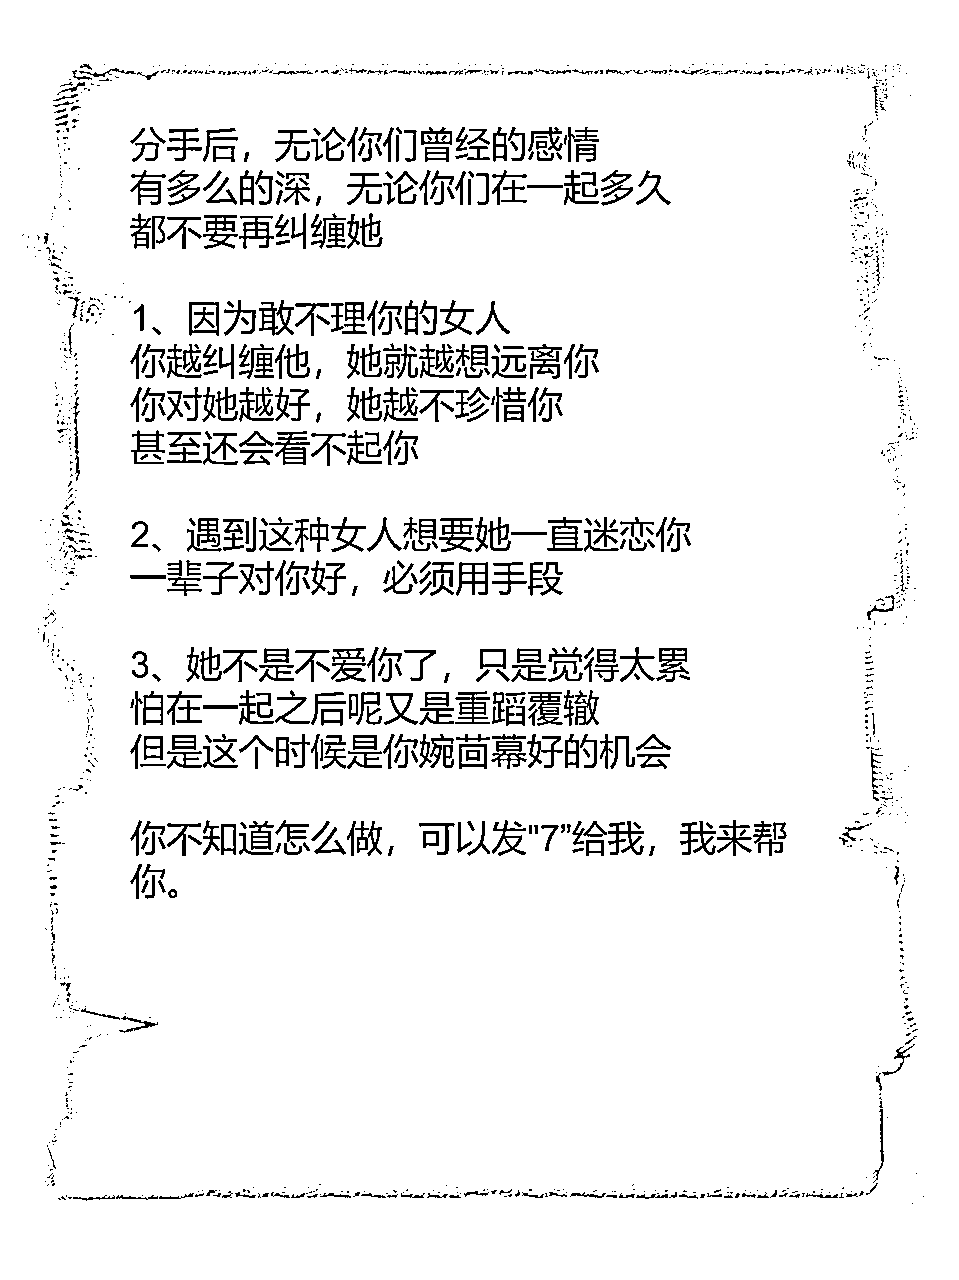 分手后，无论你们曾经的感情
有多么的深，无论你们在一起多久
都不要再纠缠她
1、因为敢不理你的女人
你越纠缠他，她就越想远离你
你对她越好，她越不珍惜你
甚至还会看不起你
2、遇到这种女人想要她一直迷恋你
一辈子对你好，必须用手段
3、她不是不爱你了，只是觉得太累
怕在一起之后呢又是重蹈覆辙
但是这个时候是你婉茴幕好的机会
你不知道怎么做，可以发"7”给我，我来帮
你。